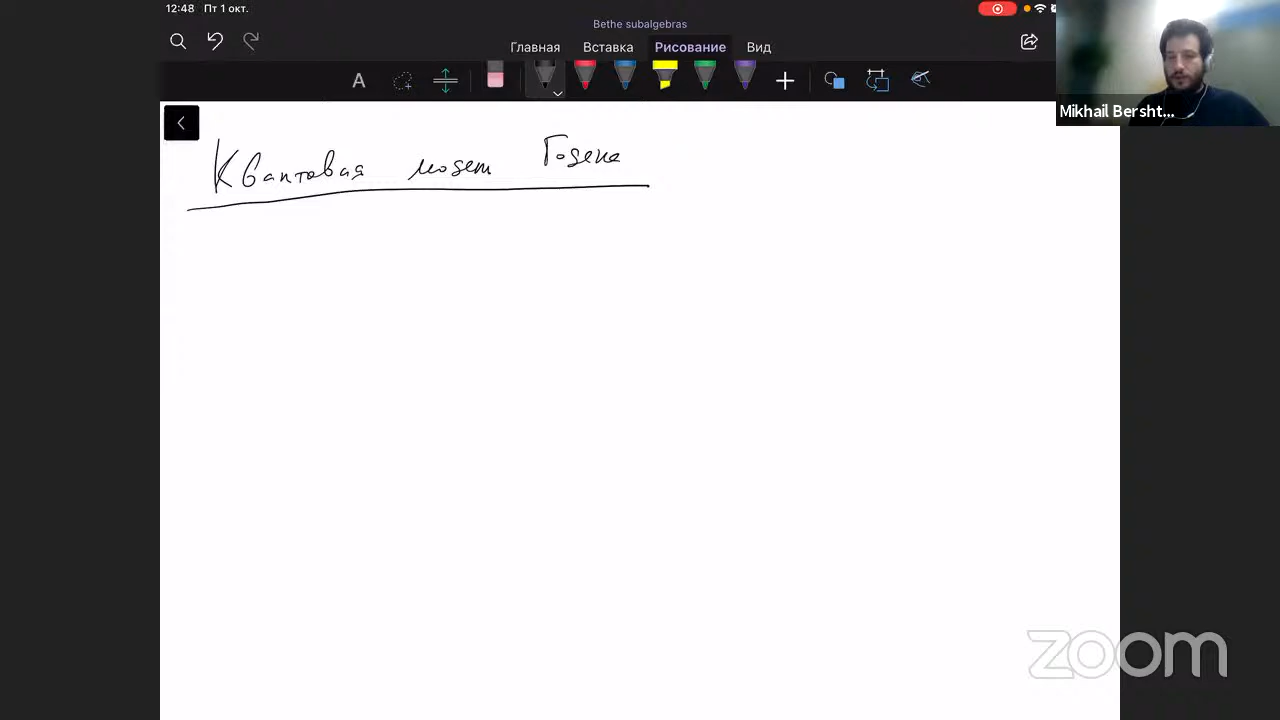 12:48 Пт 1 окт.
Bethe subalgebras
Главная Вставка Рисование Вид
A
Mikhail Bersht...
Квантовая модель Годена
zoom